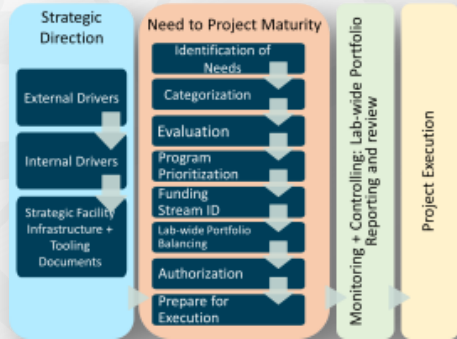 Strategic
Direction
External Drivers
Internal Drivers
Strategic Facility
Infrastructure +
Tooling
Documents
Need to Project Maturity
Identification of
Needs
Categorization
Evaluation
Program
Prioritization
Funding
Stream ID
Lab-wide Portfolio
Balancing
Authorization
Prepare for
Execution
Monitoring + Controlling: Lab-wide Portfolio
Reporting and review
Project Execution